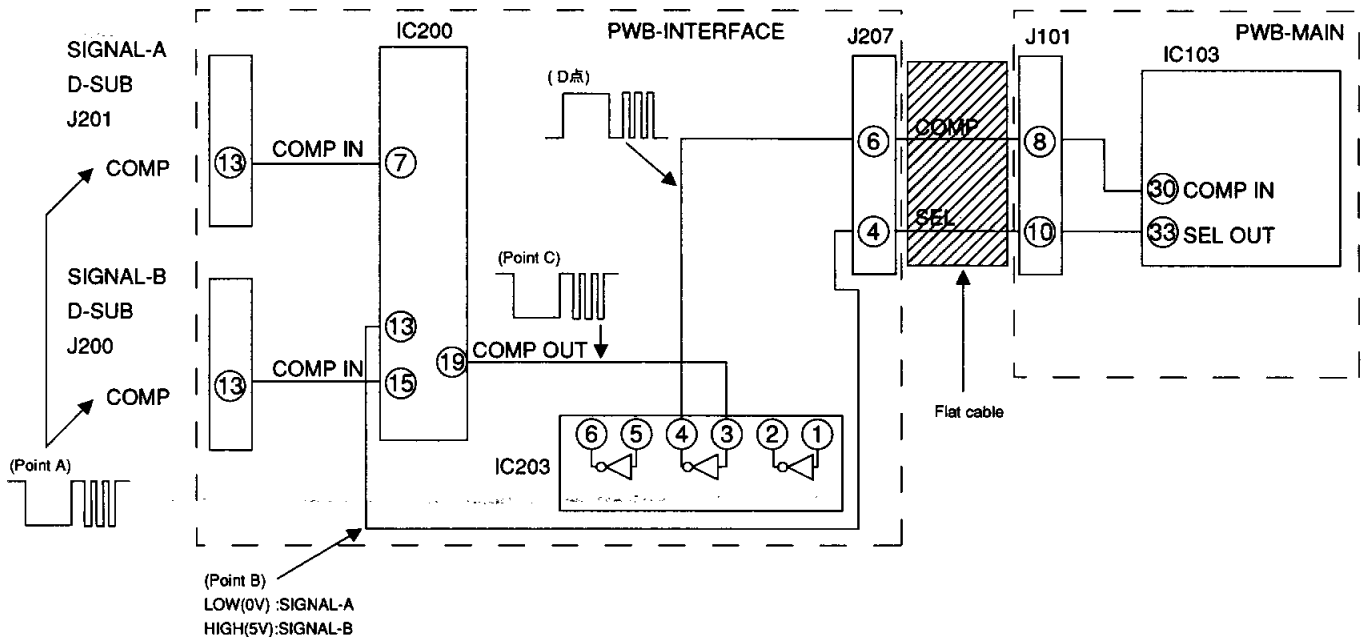 IC200
PWB-INTERFACE
J207
J101
PWB-MAIN
IC103
SIGNAL-A
D-SUB
J201
COMP
13
COMP IN
7
(D点)
6
COMP
8
30 COMP IN
4
SEL
10
33 SEL OUT
SIGNAL-B
D-SUB
J200
COMP
13
COMP IN
13
15
19
COMP OUT
(Point C)
Flat cable
IC203
6 5 4 3 2 1
(Point A)
(Point B)
LOW(0V) :SIGNAL-A
HIGH(5V):SIGNAL-B